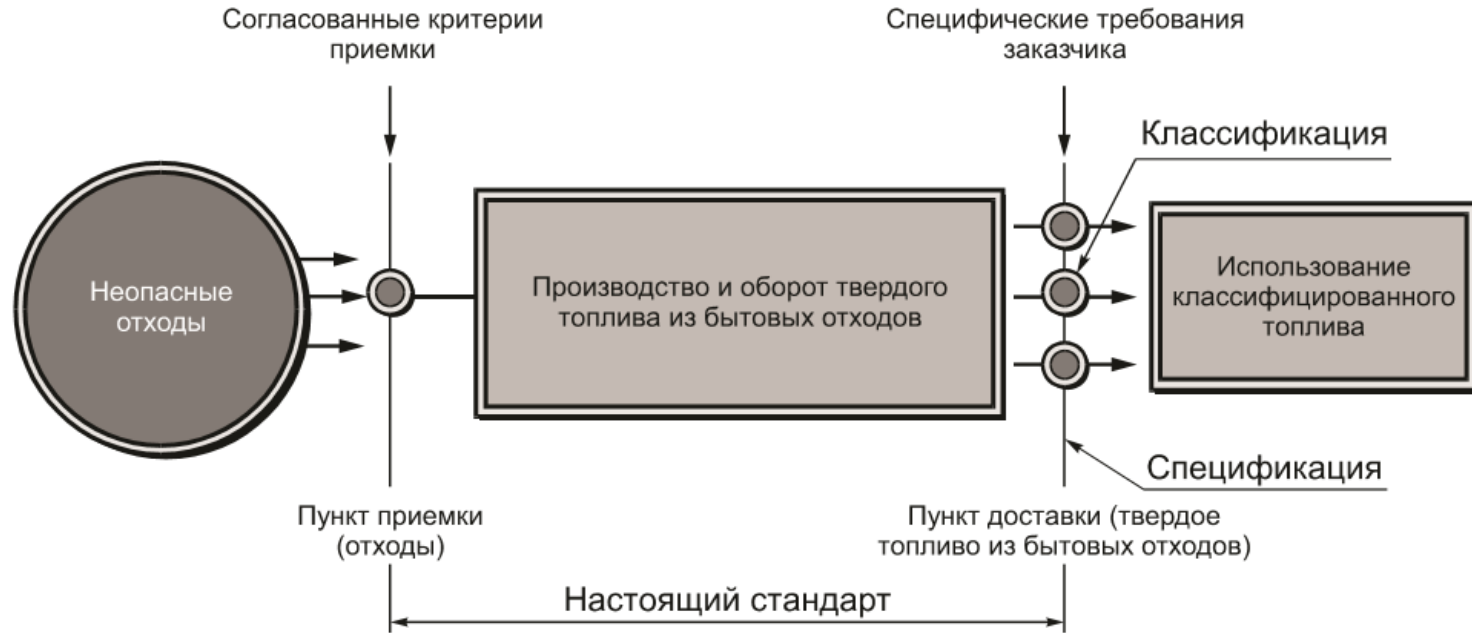 Согласованные критерии
приемки
Специфические требования
заказчика
Классификация
Неопасные
отходы
Производство и оборот твердого
топлива из бытовых отходов
Использование
классифицированного
топлива
Спецификация
Пункт приемки
(отходы)
Пункт доставки (твердое
топливо из бытовых отходов)
Настоящий стандарт